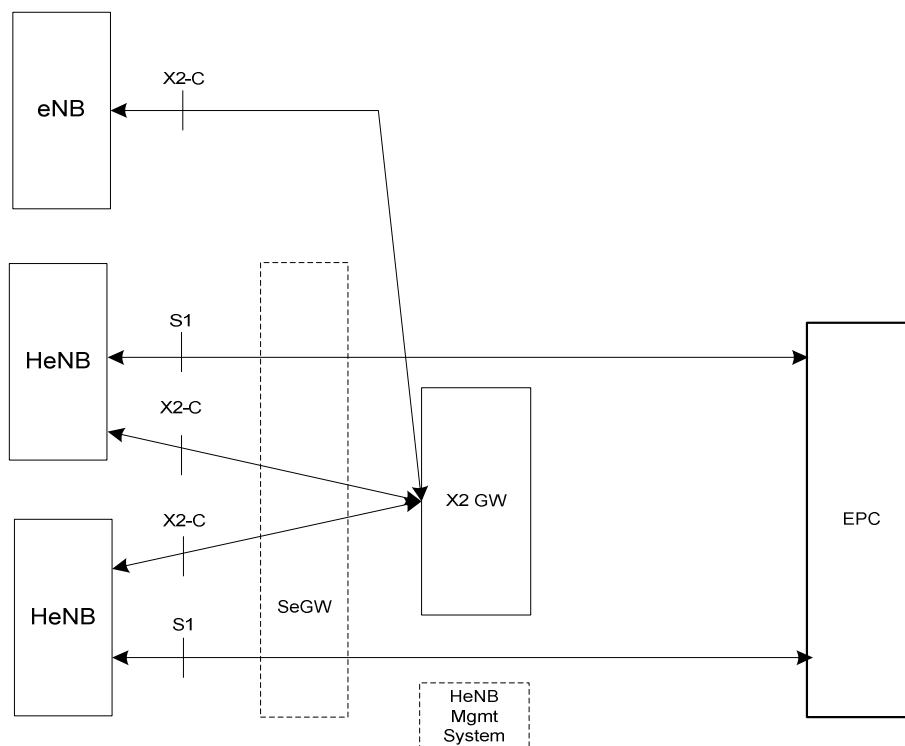 X2-C
eNB
S1
HeNB
X2-C
X2 GW
EPC
X2-C
SeGW
HeNB
S1
HeNB
Mgmt
System